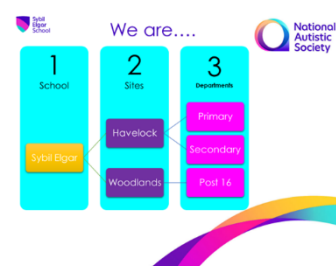 Sybil
Elgar
School
We are....
National
Autistic
Society
1
School
2
Sites
3
Departments
Sybil Elgar
Havelock
Woodlands
Primary
Secondary
Post 16